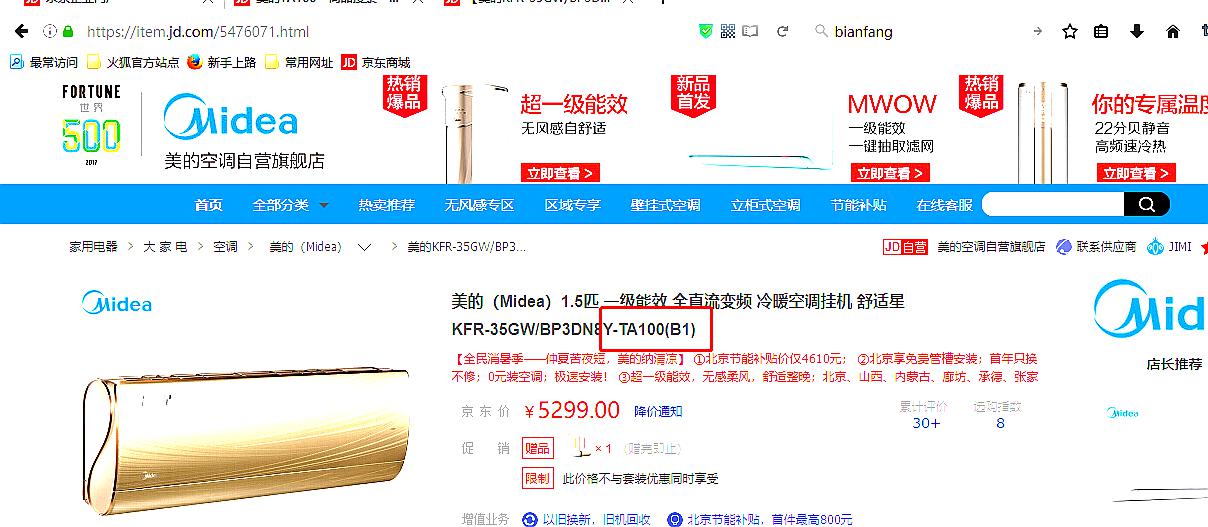 https://item.jd.com/5476071.html
bianfang
最常访问 火狐官方站点 新手上路 常用网址 JD 京东商城
FORTUNE
世界
500
2017
Midea
美的空调自营旗舰店
热销
爆品
超一级能效
无风感自舒适
立即查看 >
新品
首发
MWOW
一级能效
一键抽取滤网
立即查看 >
热销
爆品
你的专属温度
22分贝静音
高频速冷热
立即查看 >
首页 全部分类 热卖推荐 无风感专区 区域专享 壁挂式空调 立柜式空调 节能补贴 在线客服
家用电器 > 大家电 > 空调 > 美的（Midea） > 美的KFR-35GW/BP3...
JD自营 美的空调自营旗舰店 联系供应商 JIMI
Midea
美的（Midea）1.5匹 一级能效 全直流变频 冷暖空调挂机 舒适星
KFR-35GW/BP3DN8Y-TA100(B1)
【全民消暑季——仲夏苦夜短，美的纳清凉】①北京节能补贴价仅4610元； ②北京享免费管槽安装；首年只换
不修；0元装空调；极速安装！ ③超一级能效，无感柔风，舒适整晚；北京、山西、内蒙古、廊坊、承德、张家
京东价 ￥5299.00 降价通知
累计评价
30+
选购指数
8
促销 赠品 × 1 （赠完即止）
限制 此价格不与套装优惠同时享受
增值业务 以旧换新，旧机回收 北京节能补贴，首件最高800元
Midea
Mid
店长推荐
Midea